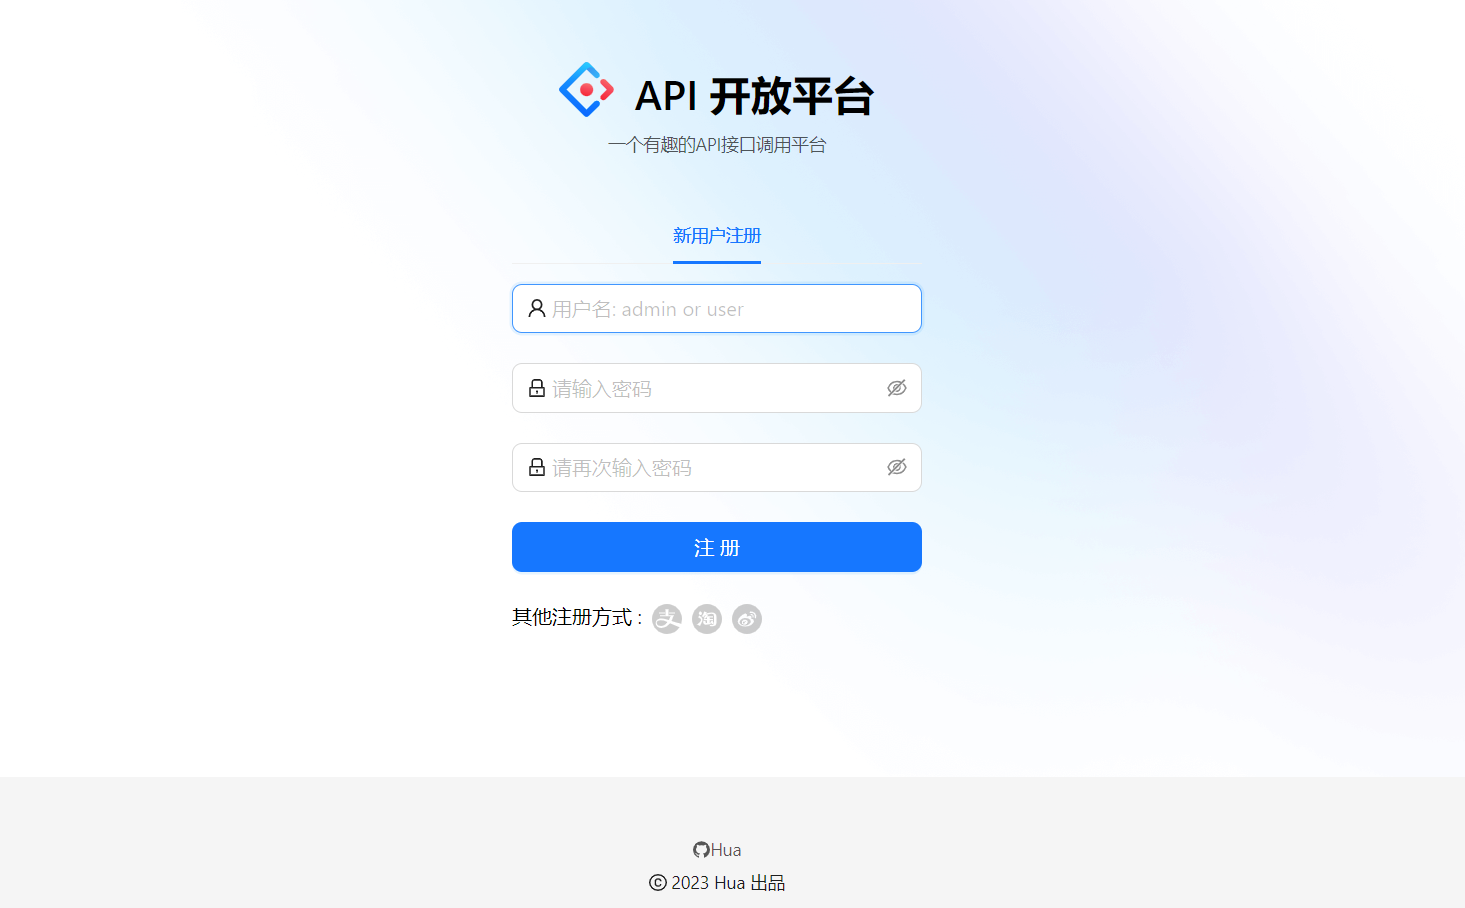 API 开放平台
一个有趣的API接口调用平台
新用户注册
用户名: admin or user
请输入密码
请再次输入密码
注 册
其他注册方式 : 支 淘
Hua
© 2023 Hua 出品